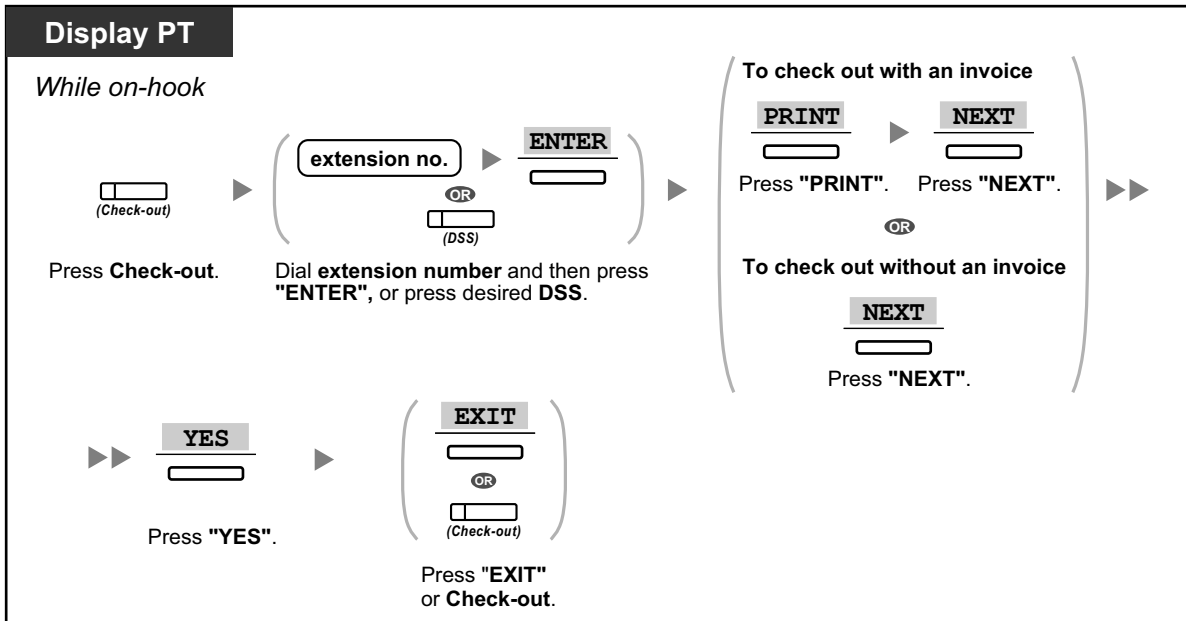 Display PT
While on-hook
(Check-out)
Press Check-out.
extension no.
ENTER
OR
(DSS)
Dial extension number and then press
"ENTER", or press desired DSS.
To check out with an invoice
PRINT
NEXT
Press "PRINT".
Press "NEXT".
OR
To check out without an invoice
NEXT
Press "NEXT".
YES
Press "YES".
EXIT
OR
(Check-out)
Press "EXIT"
or Check-out.